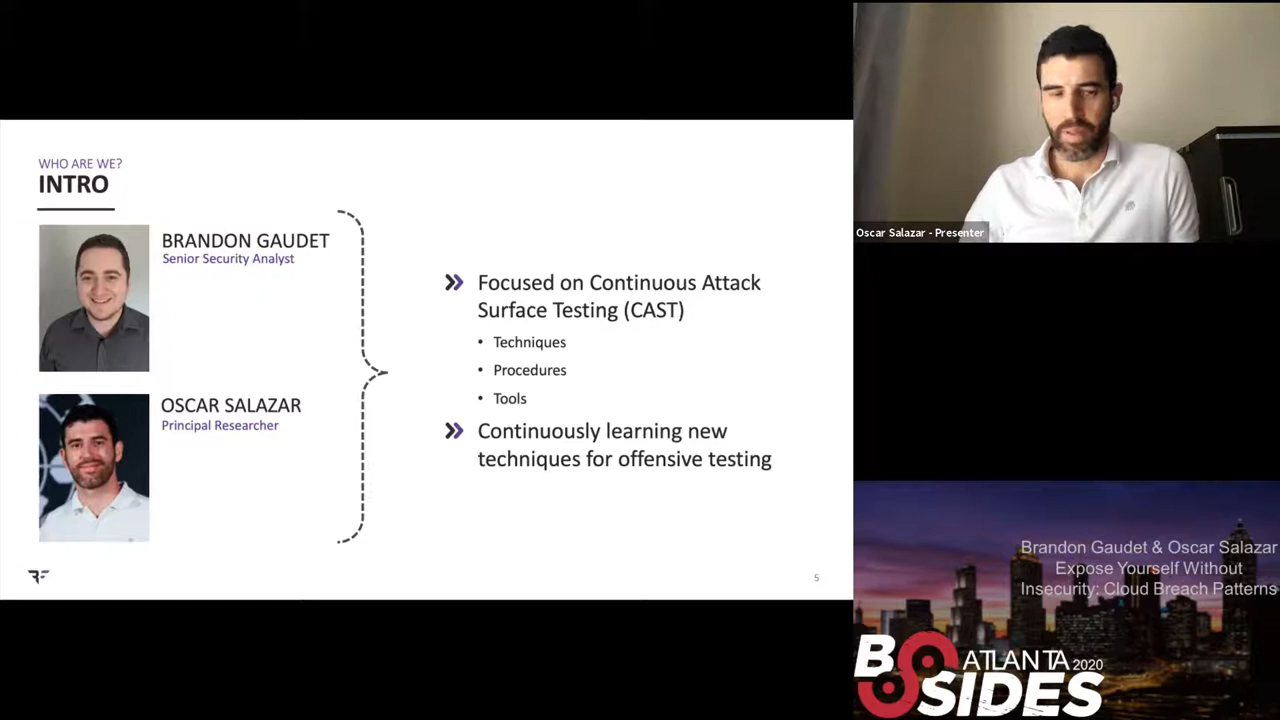 WHO ARE WE?
INTRO
BRANDON GAUDET
Senior Security Analyst
OSCAR SALAZAR
Principal Researcher
Focused on Continuous Attack
Surface Testing (CAST)
• Techniques
• Procedures
• Tools
Continuously learning new
techniques for offensive testing
5
Oscar Salazar - Presenter
Brandon Gaudet & Oscar Salazar
Expose Yourself Without
Insecurity: Cloud Breach Patterns
BSIDES
ATLANTA 2020